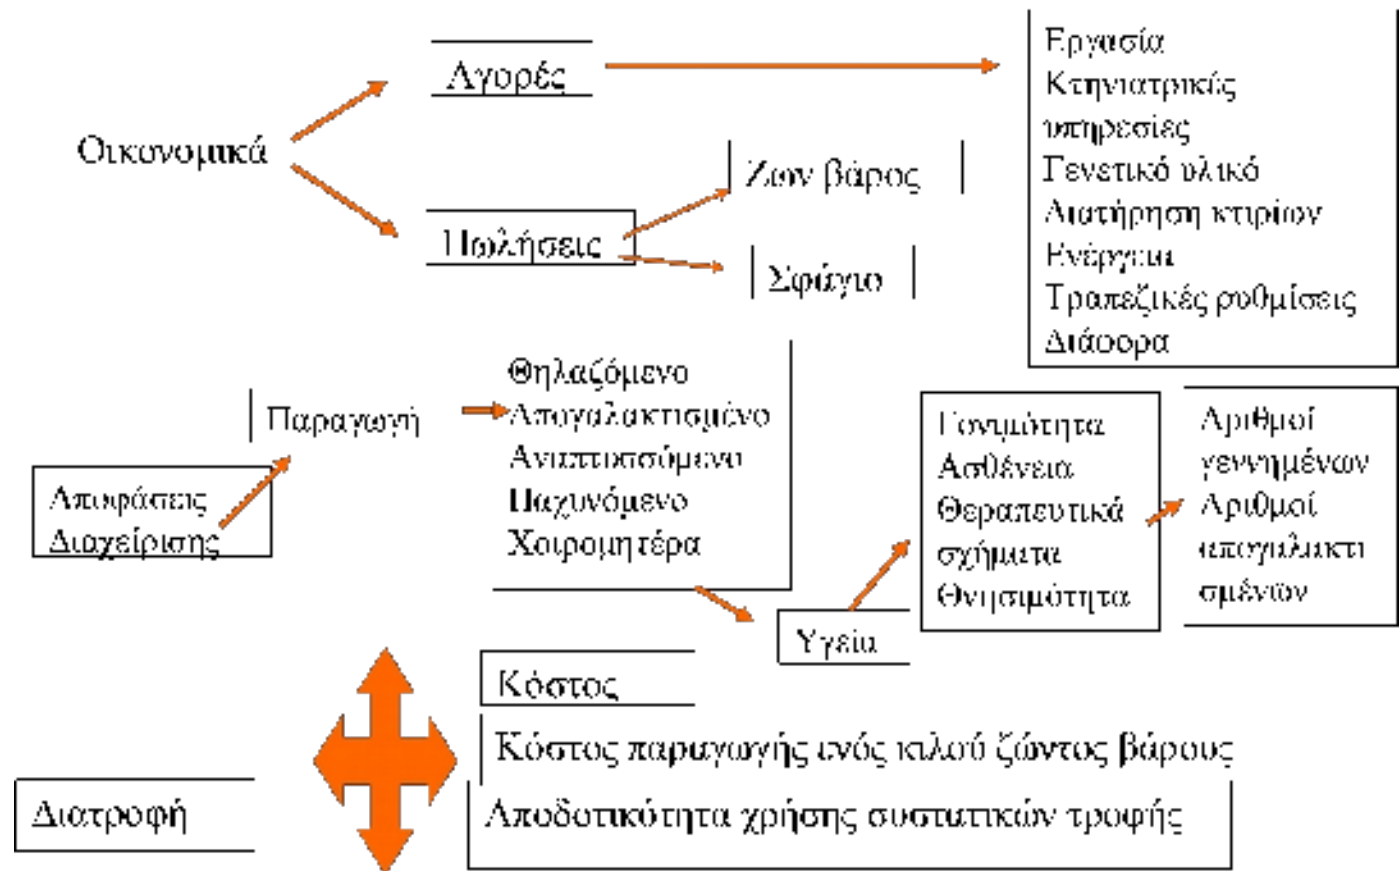 Οικονομικά
Αγορές
Πωλήσεις
Ζων βάρος
Σφάγιο
Εργασία
Κτηνιατρικές
υπηρεσίες
Γενετικό υλικό
Διατήρηση κτιρίων
Ενέργεια
Τραπεζικές ρυθμίσεις
Διάφορα
Αποφάσεις
Διαχείρισης
Παραγωγή
Θηλαζόμενο
Απογαλακτισμένο
Αναπτυσσόμενο
Παχυνόμενο
Χοιρομητέρα
Υγεία
Γονιμότητα
Ασθένεια
Θεραπευτικά
σχήματα
Θνησιμότητα
Αριθμοί
γεννημένων
Αριθμοί
απογαλακτι
σμένων
Διατροφή
Κόστος
Κόστος παραγωγής ενός κιλού ζώντος βάρους
Αποδοτικότητα χρήσης συστατικών τροφής